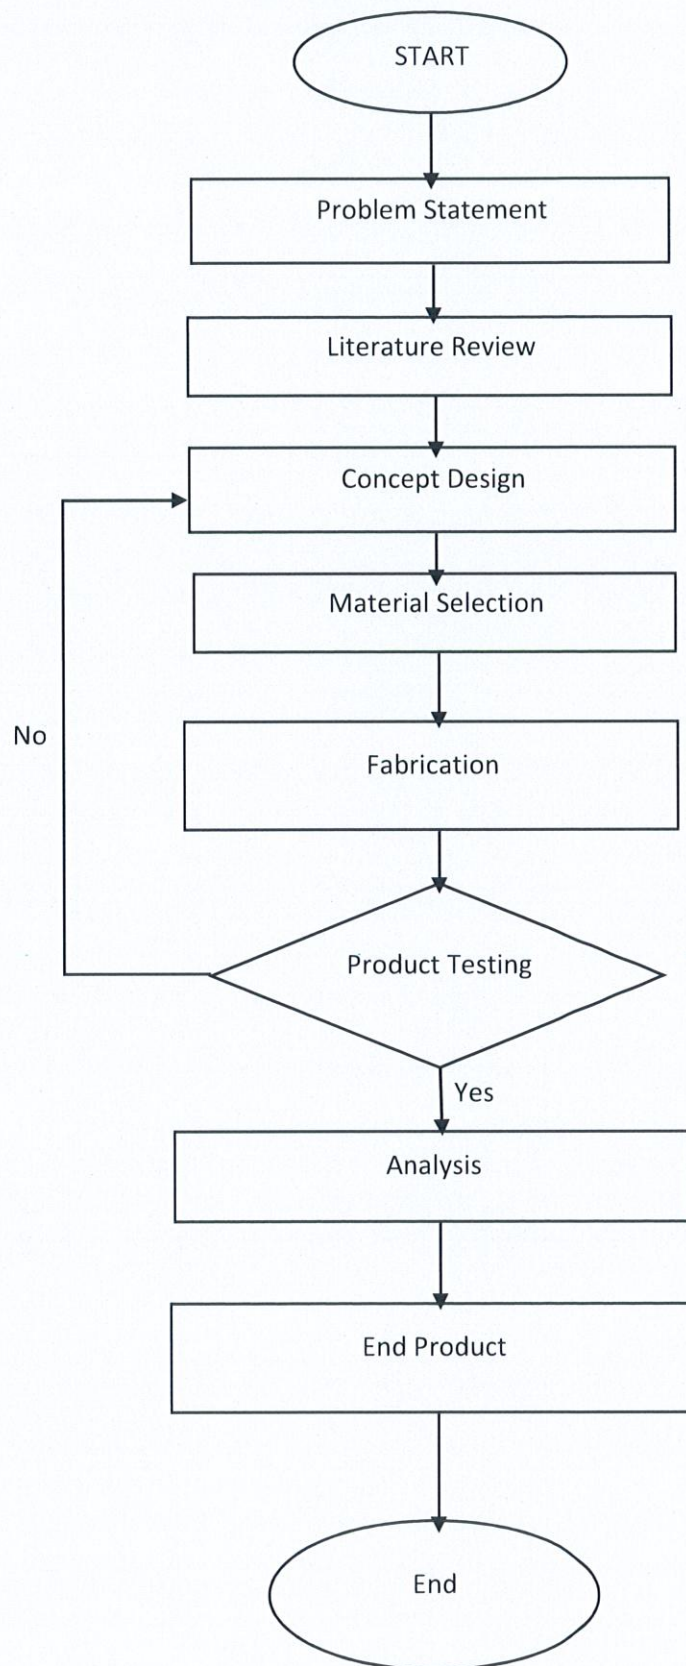 START
Problem Statement
Literature Review
Concept Design
Material Selection
No
Fabrication
Product Testing
Yes
Analysis
End Product
End